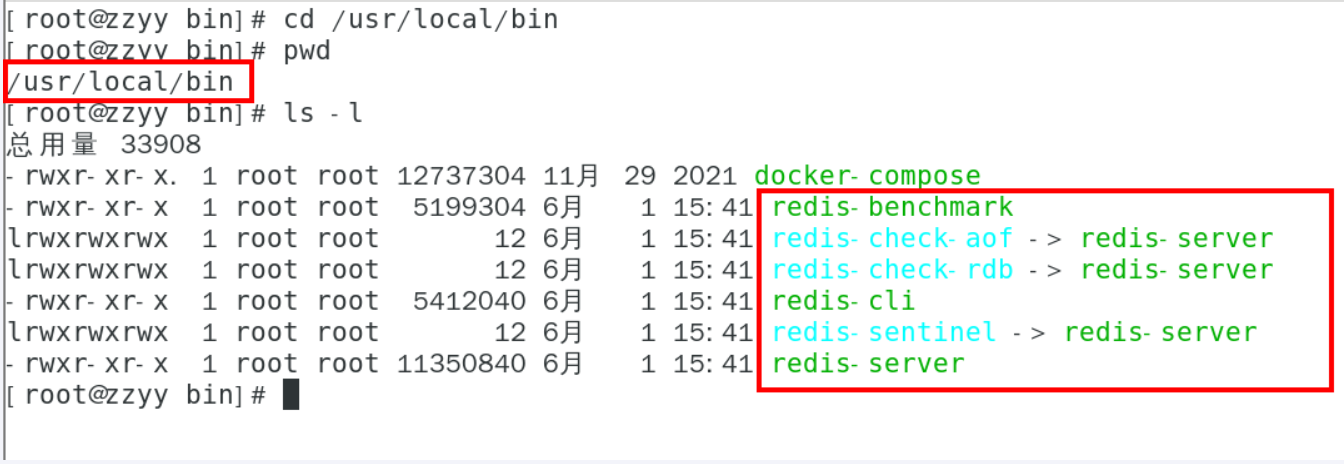 [root@zzyy bin]# cd /usr/local/bin
[root@zzyy bin]# pwd
/usr/local/bin
[root@zzyy bin]# ls -l
总用量 33908
-rwxr-xr-x. 1 root root 12737304 11月 29 2021 docker-compose
-rwxr-xr-x 1 root root 5199304 6月 1 15:41 redis-benchmark
lrwxrwxrwx 1 root root 12 6月 1 15:41 redis-check-aof -> redis-server
lrwxrwxrwx 1 root root 12 6月 1 15:41 redis-check-rdb -> redis-server
-rwxr-xr-x 1 root root 5412040 6月 1 15:41 redis-cli
lrwxrwxrwx 1 root root 12 6月 1 15:41 redis-sentinel -> redis-server
-rwxr-xr-x 1 root root 11350840 6月 1 15:41 redis-server
[root@zzyy bin]#